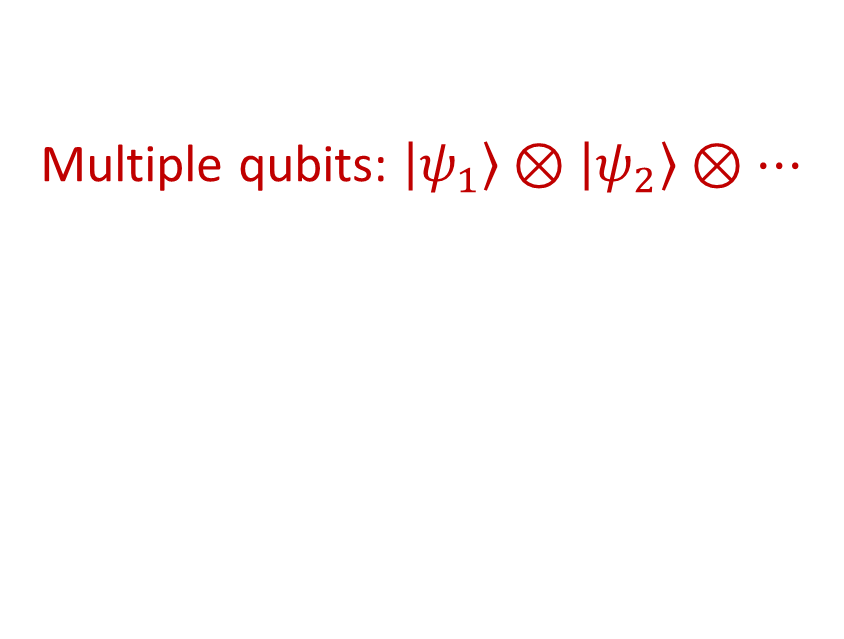 Multiple qubits: |ψ₁⟩ ⊗ |ψ₂⟩ ⊗ ⋯